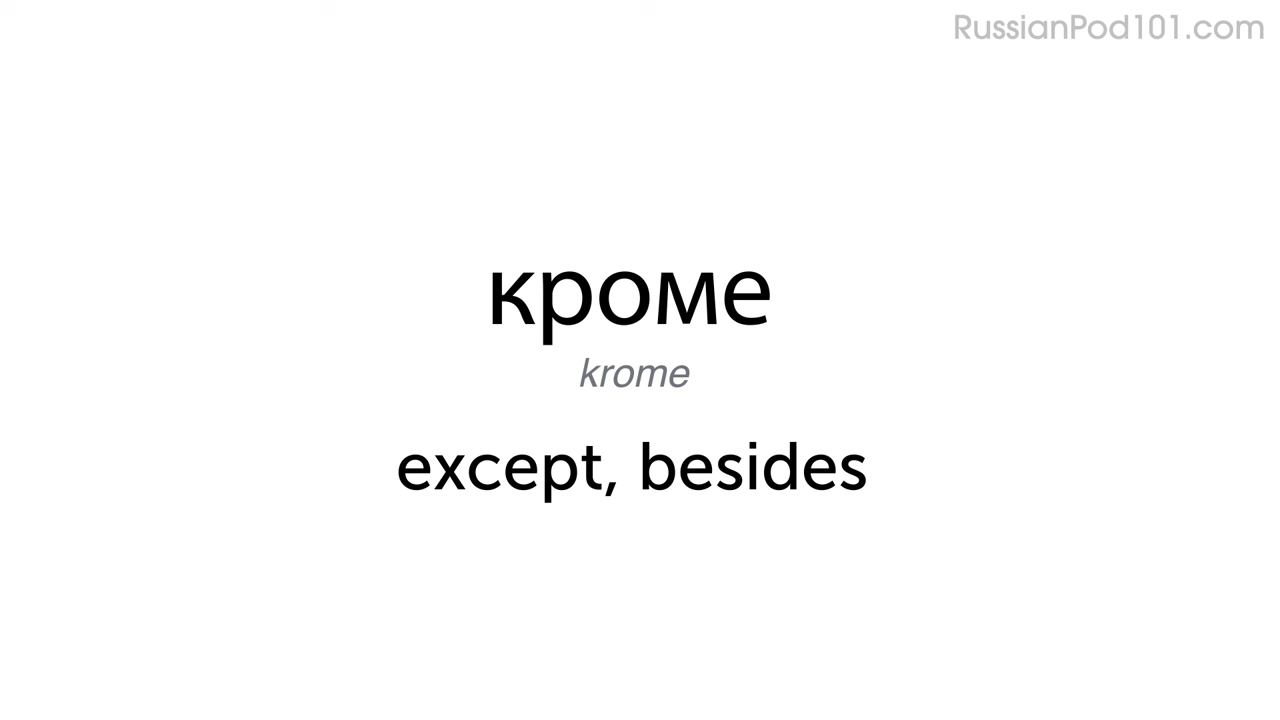 RussianPod101.com
кроме
krome
except, besides